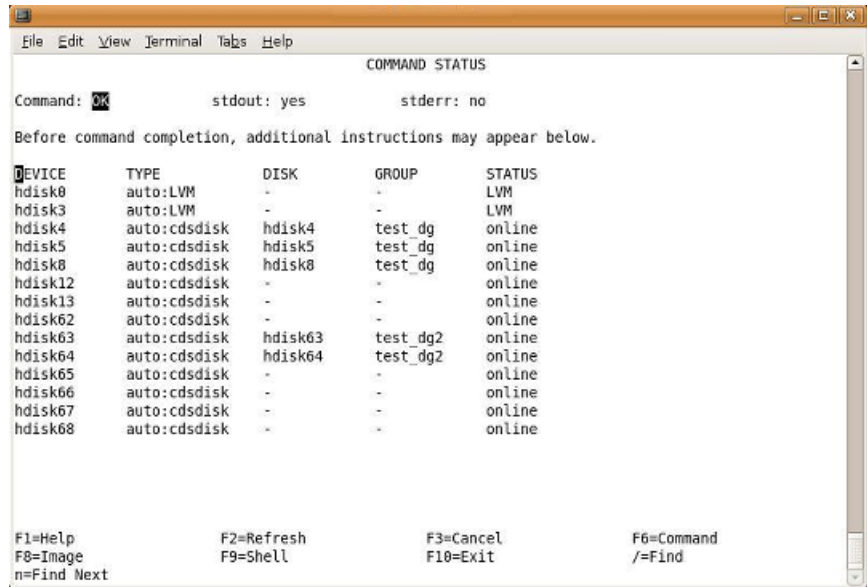 File Edit View Terminal Tabs Help
COMMAND STATUS
Command: OK stdout: yes stderr: no
Before command completion, additional instructions may appear below.
DEVICE TYPE DISK GROUP STATUS
hdisk0 auto:LVM - - LVM
hdisk3 auto:LVM - - LVM
hdisk4 auto:cdsdisk hdisk4 test_dg online
hdisk5 auto:cdsdisk hdisk5 test_dg online
hdisk8 auto:cdsdisk hdisk8 test_dg online
hdisk12 auto:cdsdisk - - online
hdisk13 auto:cdsdisk - - online
hdisk62 auto:cdsdisk - - online
hdisk63 auto:cdsdisk hdisk63 test_dg2 online
hdisk64 auto:cdsdisk hdisk64 test_dg2 online
hdisk65 auto:cdsdisk - - online
hdisk66 auto:cdsdisk - - online
hdisk67 auto:cdsdisk - - online
hdisk68 auto:cdsdisk - - online
F1=Help F2=Refresh F3=Cancel F6=Command
F8=Image F9=Shell F10=Exit /=Find
n=Find Next